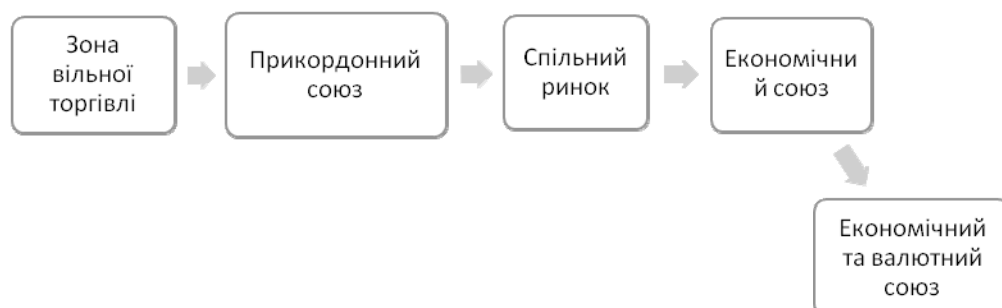 Зона
вільної
торгівлі
Прикордонний
союз
Спільний
ринок
Економічни
й союз
Економічний
та валютний
союз